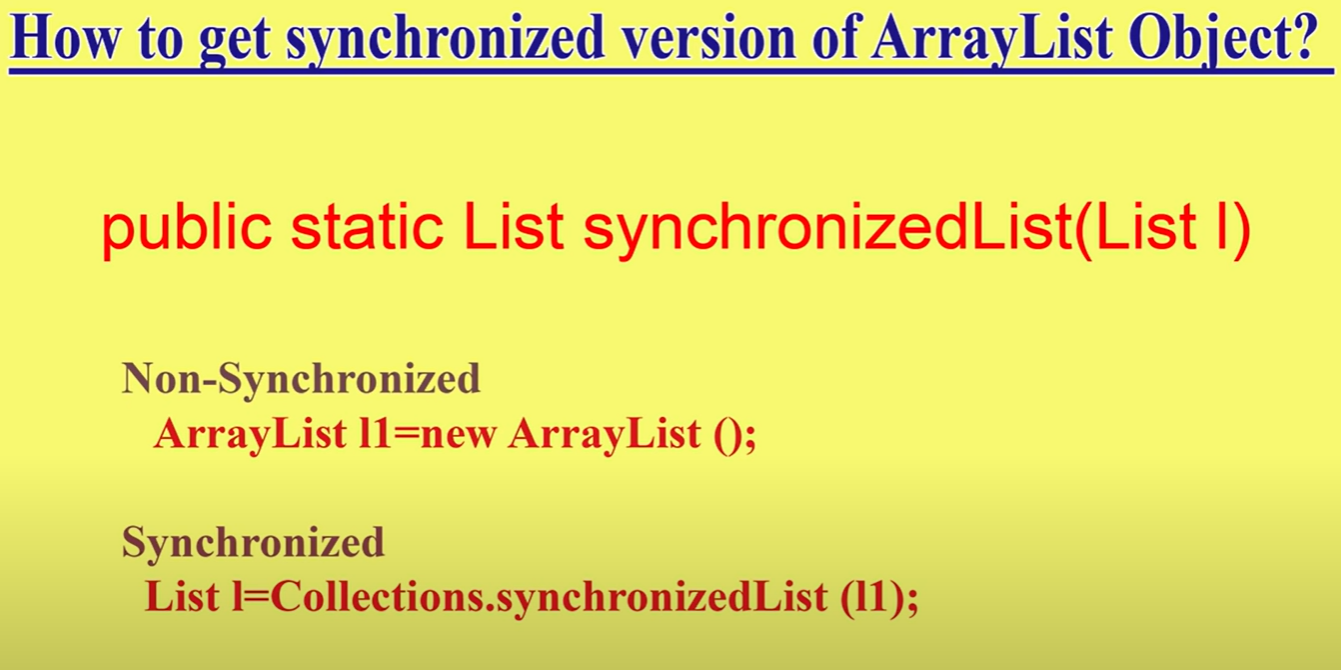 How to get synchronized version of ArrayList Object?
public static List synchronizedList(List l)
Non-Synchronized
ArrayList l1=new ArrayList ();
Synchronized
List l=Collections.synchronizedList (l1);